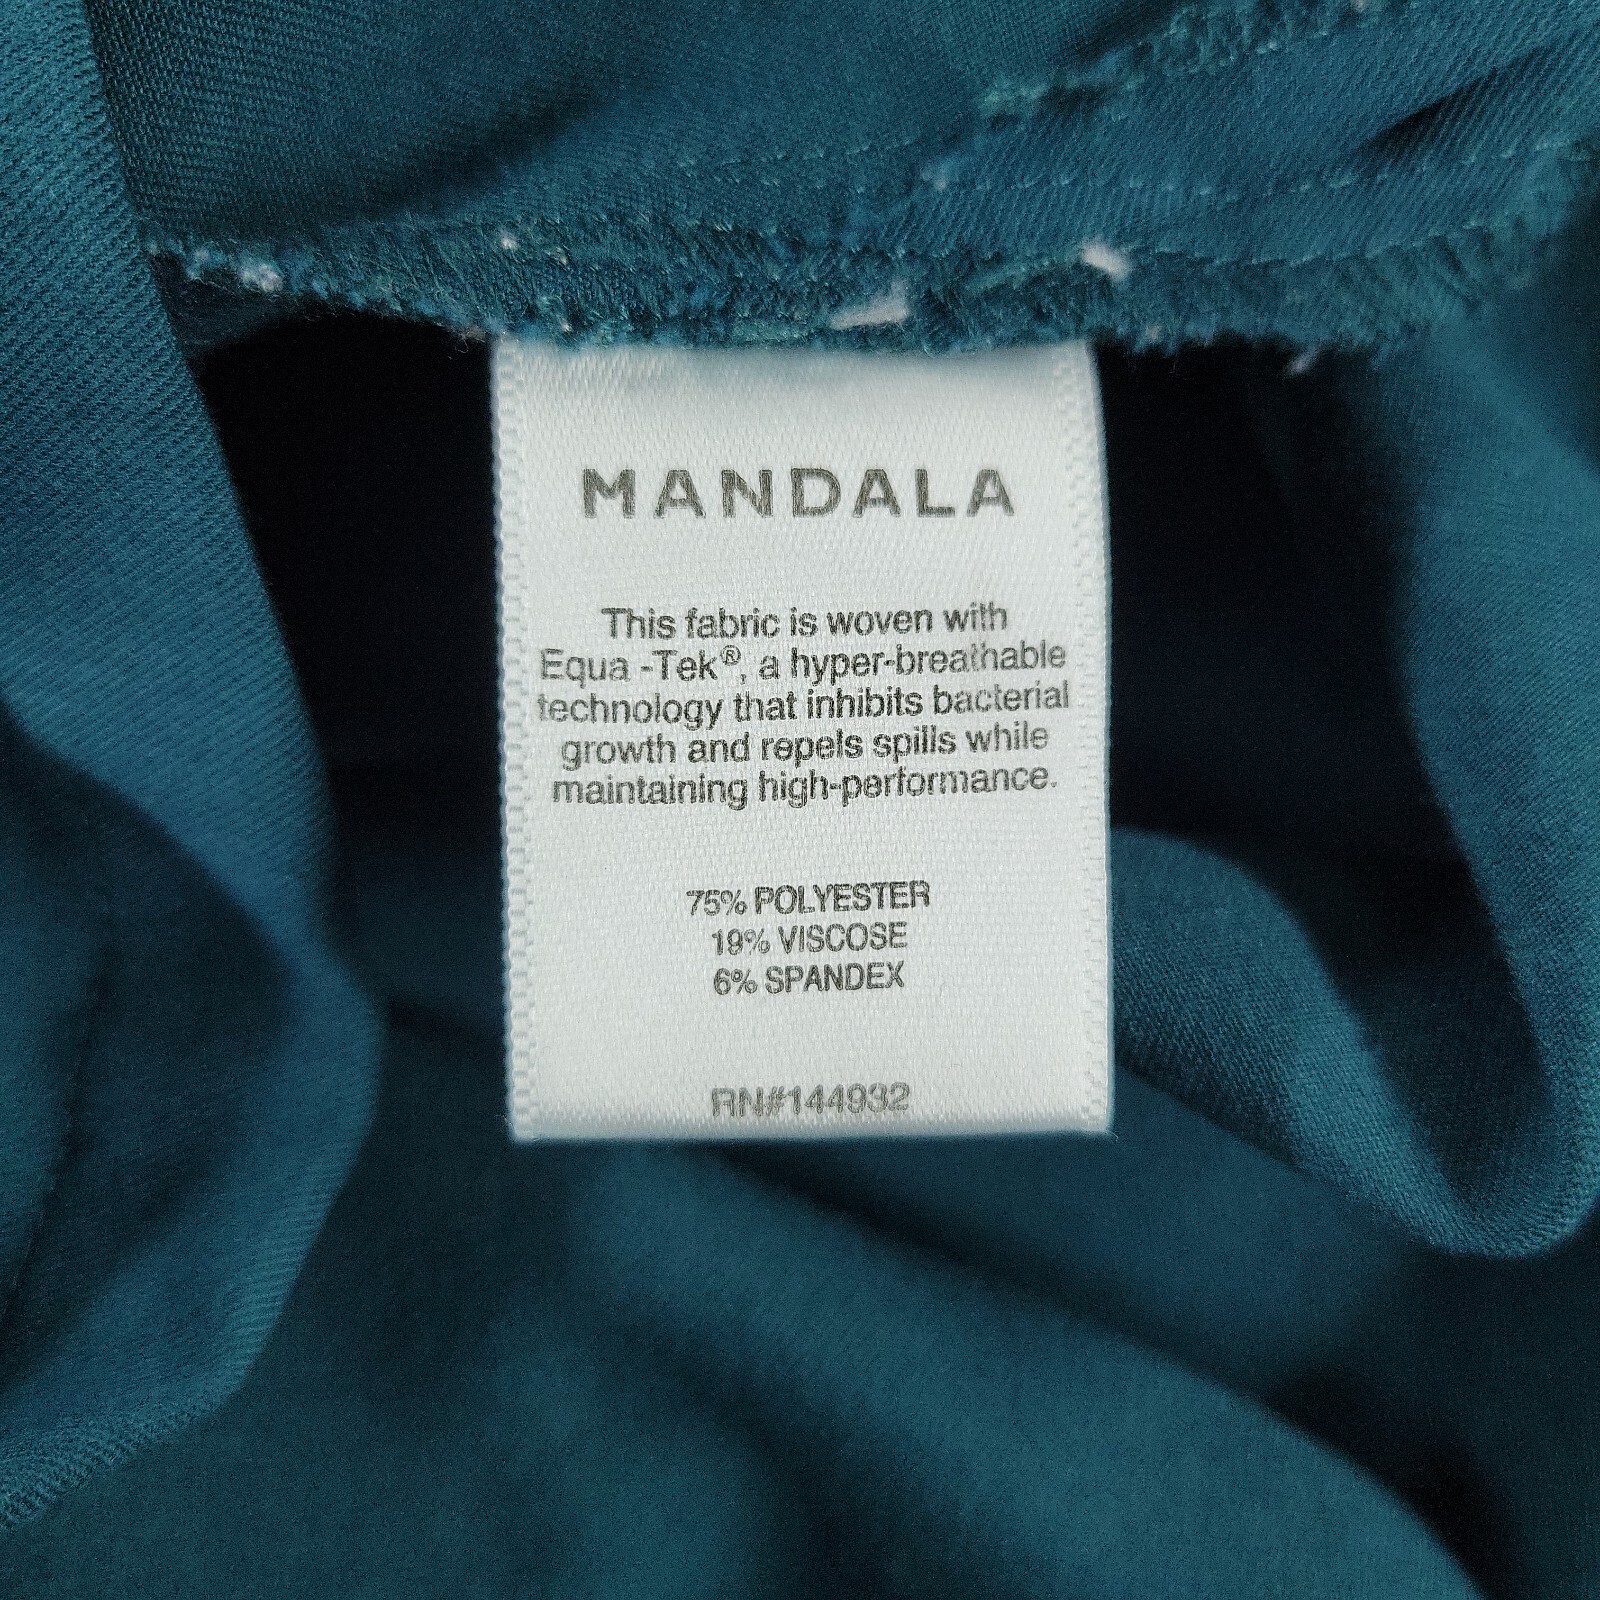 MANDALA
This fabric is woven with
Equa -Tek®, a hyper-breathable
technology that inhibits bacterial
growth and repels spills while
maintaining high-performance.
75% POLYESTER
19% VISCOSE
6% SPANDEX
RN#144932